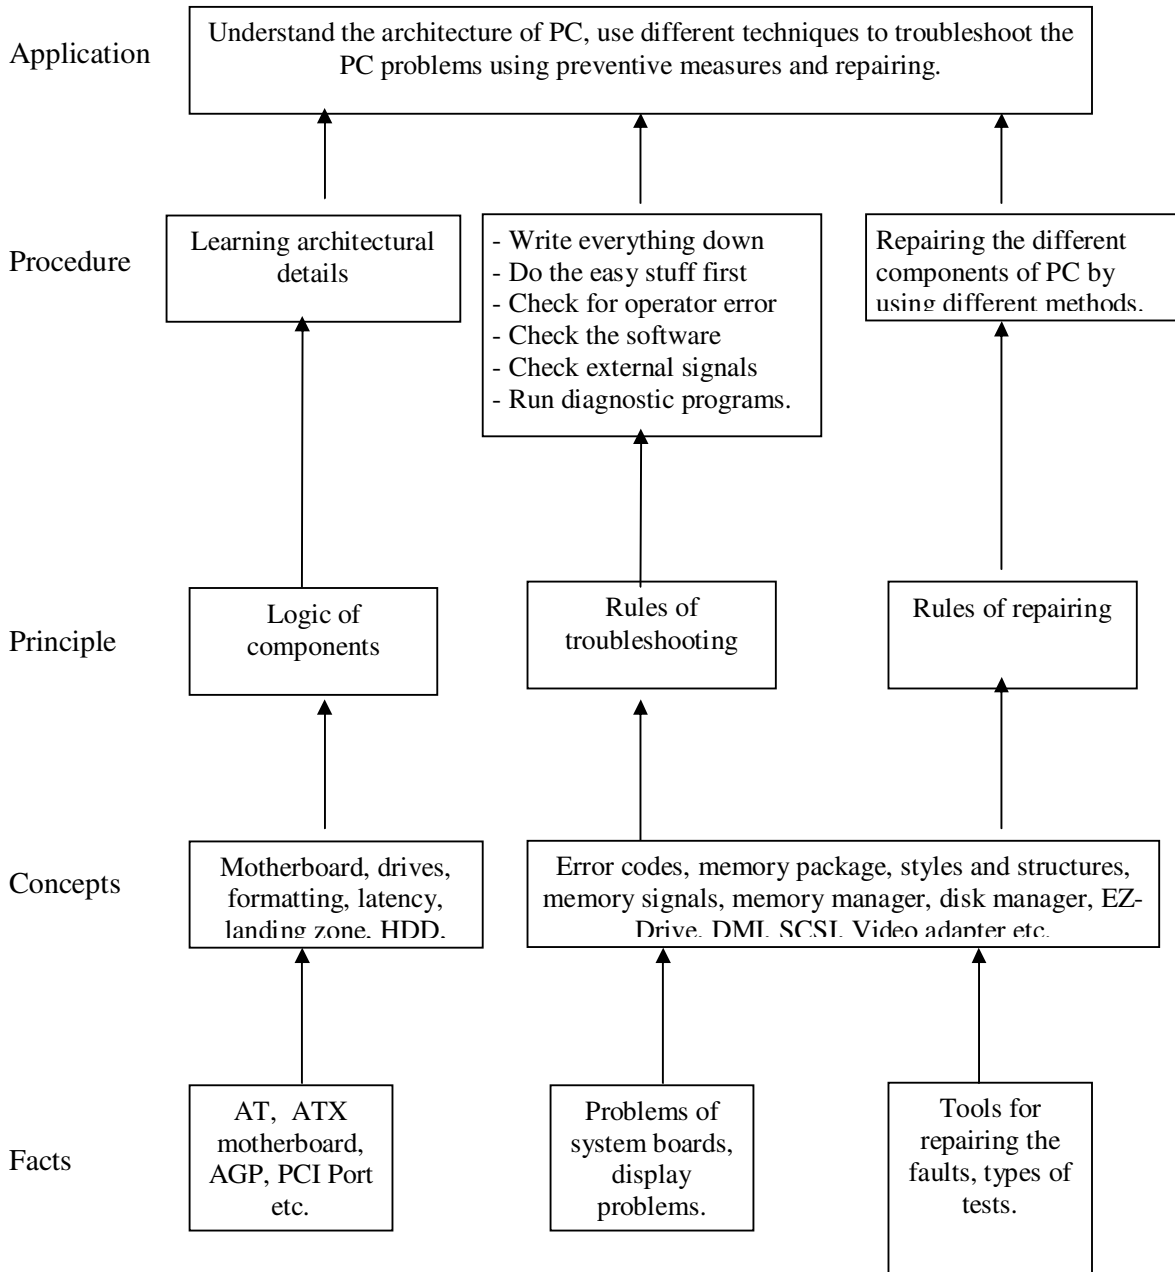 Application
Understand the architecture of PC, use different techniques to troubleshoot the
PC problems using preventive measures and repairing.
Procedure
Learning architectural
details
- Write everything down
- Do the easy stuff first
- Check for operator error
- Check the software
- Check external signals
- Run diagnostic programs.
Repairing the different
components of PC by
using different methods.
Principle
Logic of
components
Rules of
troubleshooting
Rules of repairing
Concepts
Motherboard, drives,
formatting, latency,
landing zone, HDD,
Error codes, memory package, styles and structures,
memory signals, memory manager, disk manager, EZ-
Drive, DMI, SCSI, Video adapter etc.
Facts
AT, ATX
motherboard,
AGP, PCI Port
etc.
Problems of
system boards,
display
problems.
Tools for
repairing the
faults, types of
tests.